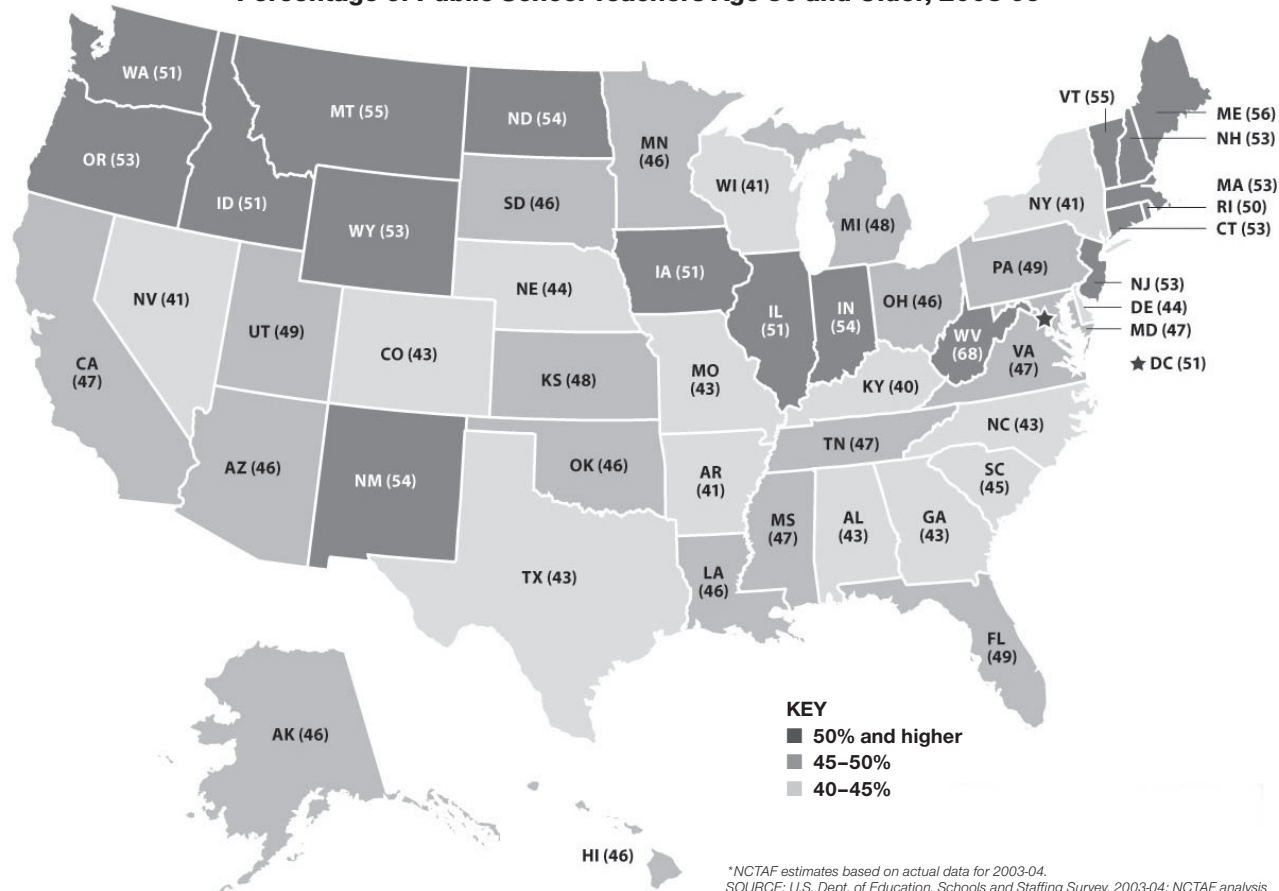 Percentage of Public School Teachers Age 50 and Older, 2008-09
WA (51)
MT (55)
ND (54)
MN
(46)
VT (55)
ME (56)
NH (53)
OR (53)
ID (51)
WY (53)
SD (46)
WI (41)
MI (48)
NY (41)
MA (53)
RI (50)
CT (53)
NV (41)
UT (49)
CO (43)
NE (44)
IA (51)
IL
(51)
IN
(54)
OH (46)
PA (49)
NJ (53)
DE (44)
MD (47)
★ DC (51)
CA
(47)
KS (48)
MO
(43)
KY (40)
WV
(68)
VA
(47)
AZ (46)
NM (54)
OK (46)
AR
(41)
TN (47)
NC (43)
SC
(45)
TX (43)
LA
(46)
MS
(47)
AL
(43)
GA
(43)
FL
(49)
AK (46)
HI (46)
KEY
50% and higher
45–50%
40–45%
*NCTAF estimates based on actual data for 2003-04.
SOURCE: U.S. Dept. of Education, Schools and Staffing Survey, 2003-04; NCTAF analysis